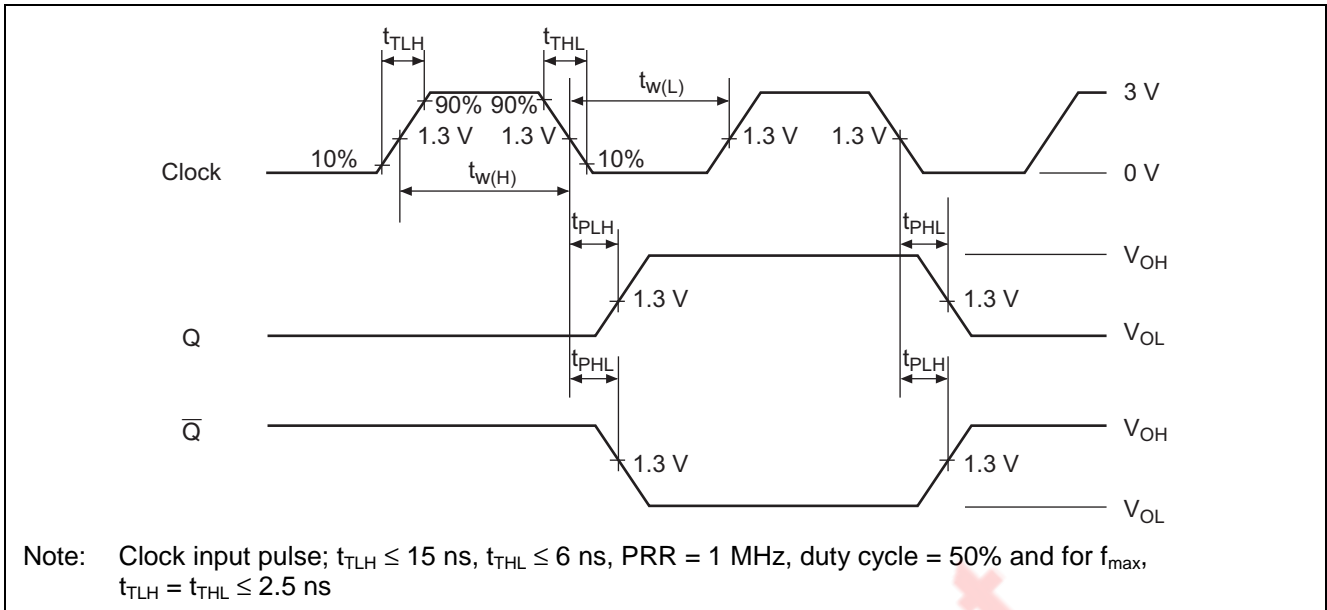 tTLH tTHL
tw(L)
90% 90% 3 V
1.3 V 1.3 V 1.3 V 1.3 V
10% 10%
Clock 0 V
tw(H)
tPLH tPHL
VOH
1.3 V 1.3 V
Q VOL
tPHL tPLH
Q̅ VOH
1.3 V 1.3 V
VOL
Note: Clock input pulse; tTLH ≤ 15 ns, tTHL ≤ 6 ns, PRR = 1 MHz, duty cycle = 50% and for fmax,
tTLH = tTHL ≤ 2.5 ns